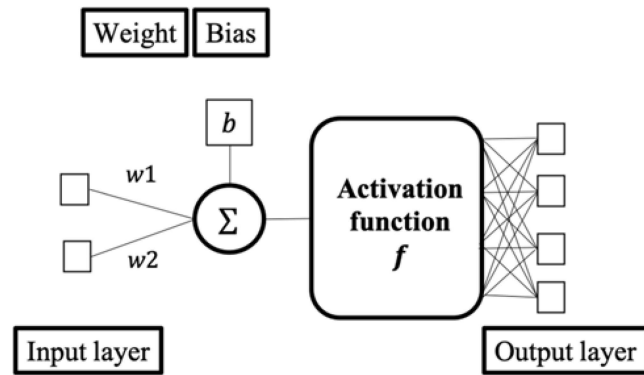 Weight Bias
b
w1
Σ
w2
Activation
function
f
Input layer
Output layer